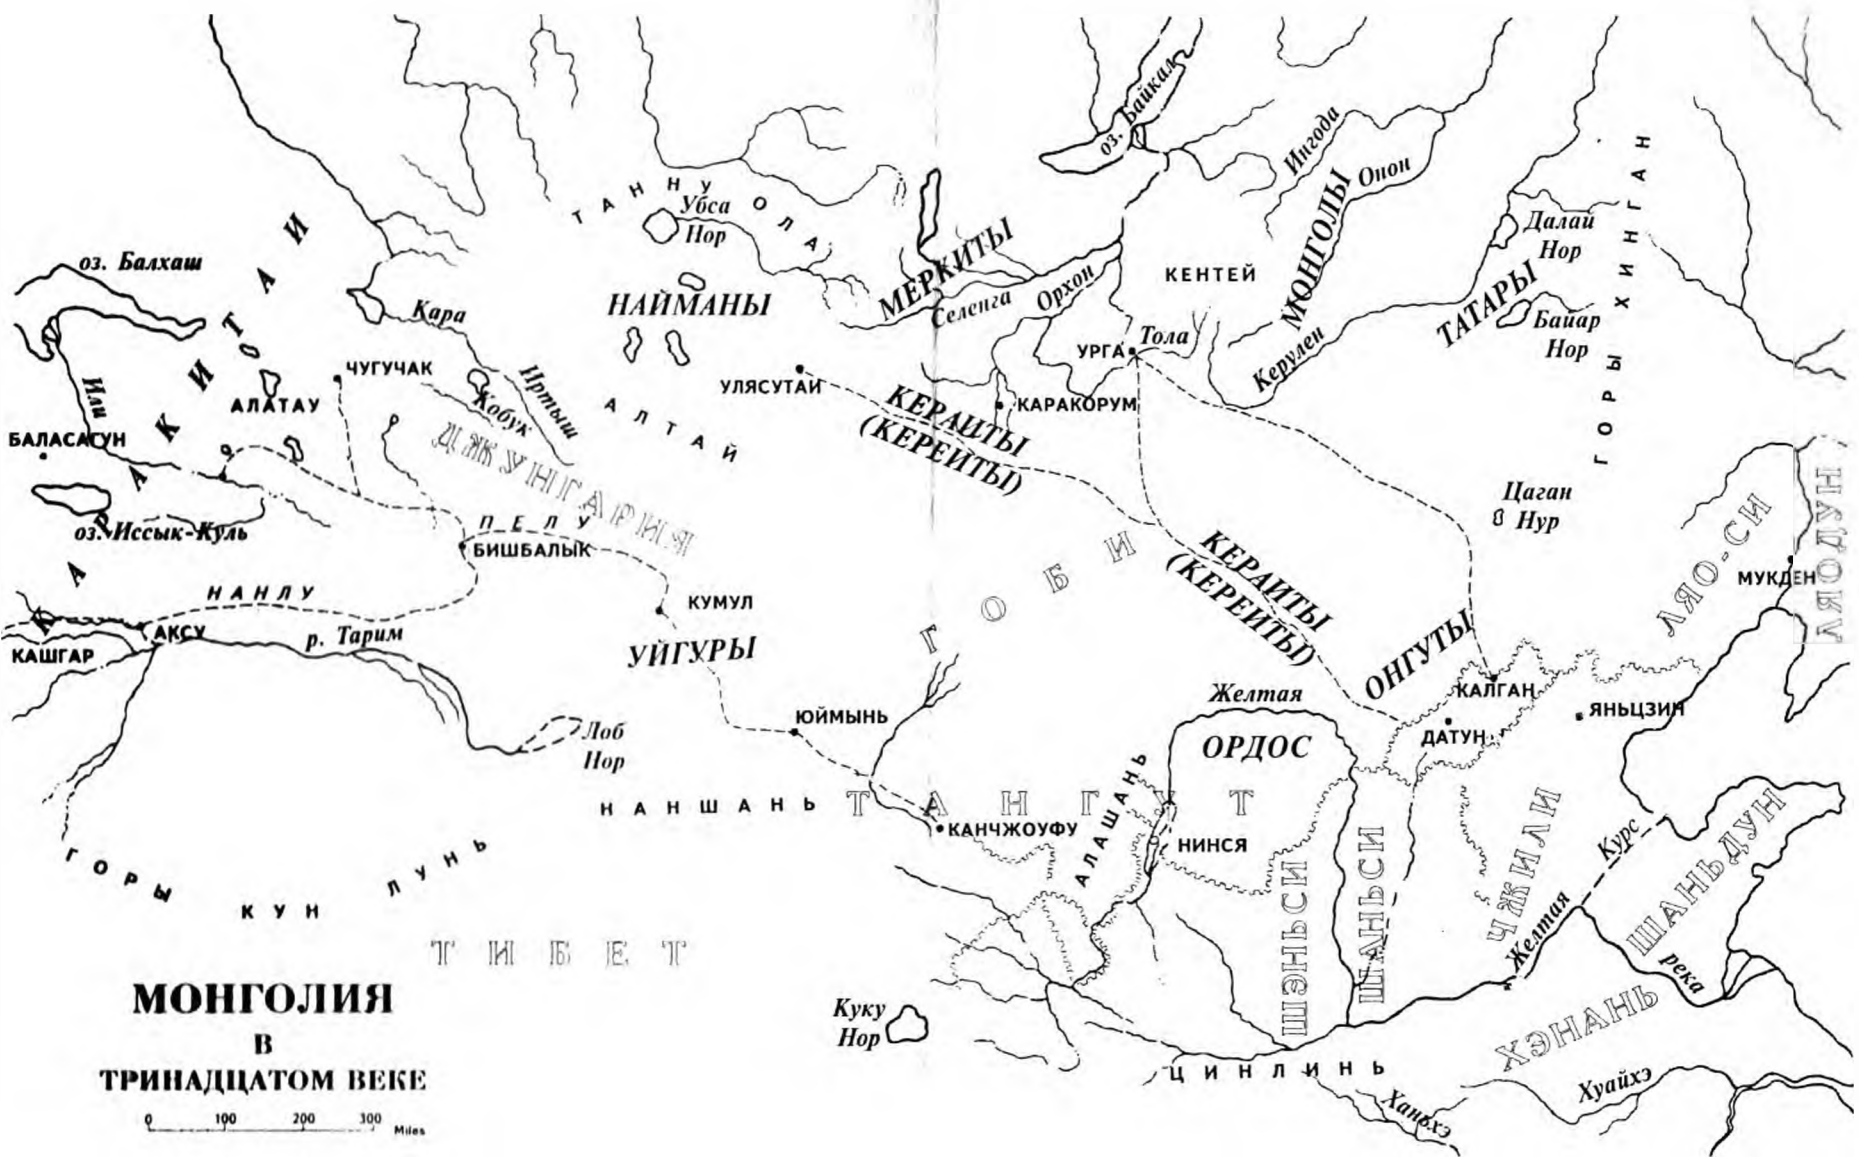 оз. Байкал
Ингода
Онон
МОНГОЛЫ
ТАННУ ОЛА
Убса
Нор
Далай
Нор
ГОРЫ ХИНГАН
оз. Балхаш
КАРА КИТАИ
МЕРКИТЫ
Селенга
Орхон
КЕНТЕЙ
НАЙМАНЫ
Кара
Иртыш
ТАТАРЫ
Байар
Нор
Керулен
УРГА
Тола
ЧУГУЧАК
Или
АЛАТАУ
Кобук
УЛЯСУТАЙ
АЛТАЙ
КЕРАИТЫ
(КЕРЕИТЫ)
КАРАКОРУМ
БАЛАСАГУН
ДЖУНГАРИЯ
оз. Иссык-Куль
ПЕЛУ
БИШБАЛЫК
Цаган
Нур
ЛЯО-СИ
ЛЯОДУН
МУКДЕН
ГОБИ
КЕРАИТЫ
(КЕРЕИТЫ)
НАНЛУ
АКСУ
КАШГАР
р. Тарим
КУМУЛ
УЙГУРЫ
ОНГУТЫ
КАЛГАН
ЯНЬЦЗИН
ДАТУН
Желтая
ОРДОС
ЮЙМЫНЬ
Лоб
Нор
НАНШАНЬ
ТАНГУТ
АЛАШАНЬ
КАНЧЖОУФУ
НИНСЯ
ШЭНЬСИ
ШАНЬСИ
ЧЖИЛИ
Курс
ШАНЬДУН
Желтая
река
ГОРЫ КУН ЛУНЬ
ТИБЕТ
Куку
Нор
ЦИНЛИНЬ
ХЭНАНЬ
Хуайхэ
Ханьхэ
МОНГОЛИЯ
В
ТРИНАДЦАТОМ ВЕКЕ
0 100 200 300 Miles